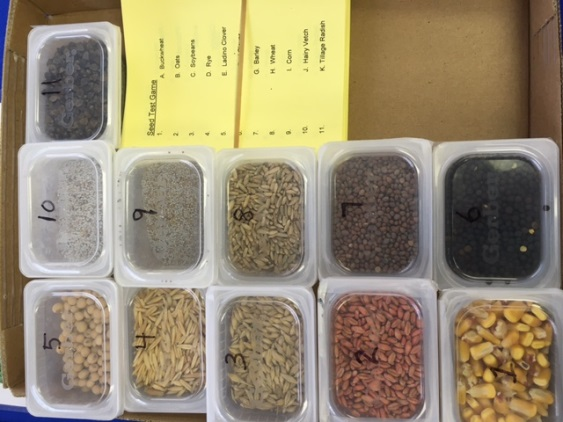 Seed Test Game
1. A. Buckwheat
2. B. Oats
3. C. Soybeans
4. D. Rye
5. E. Ladino Clover
Clover
7. G. Barley
8. H. Wheat
9. I. Corn
10. J. Hairy Vetch
11. K. Tillage Radish
11
10
9
8
7
6
5
4
3
2
1